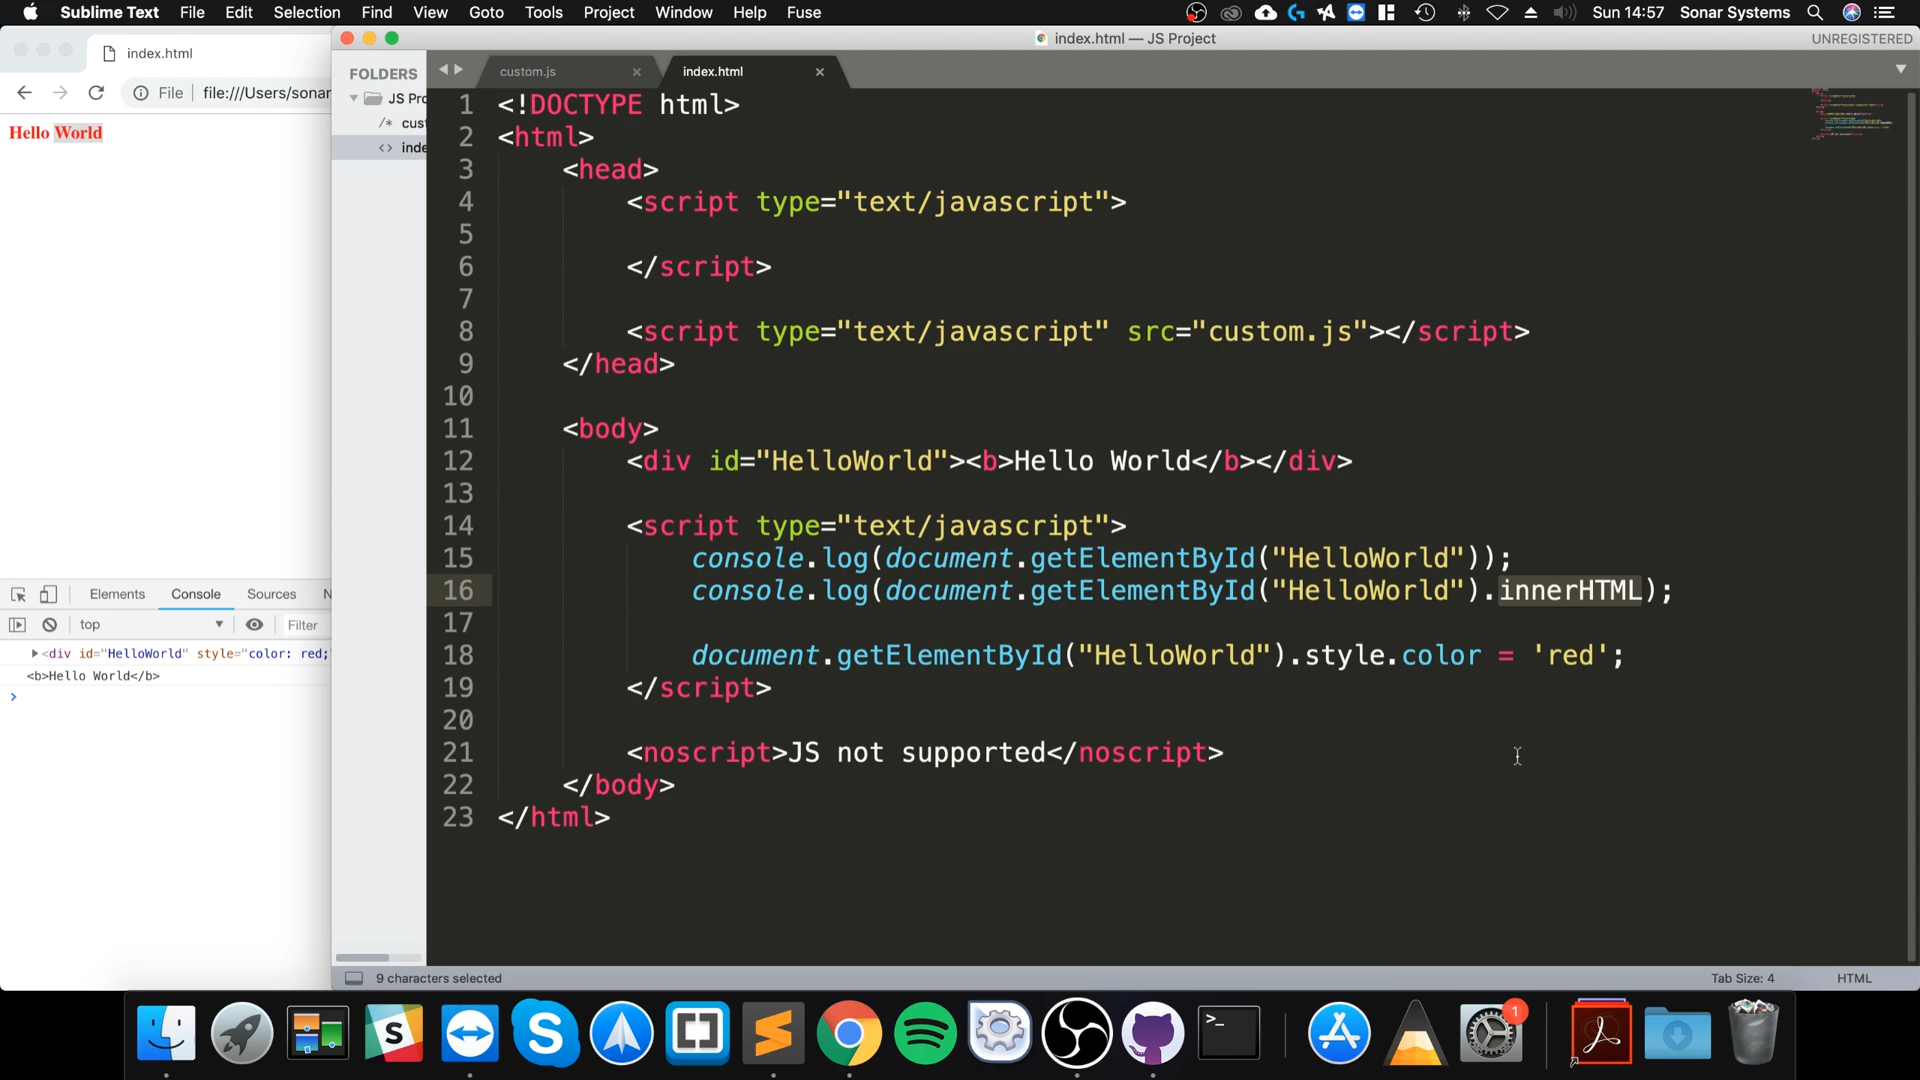 Sublime Text File Edit Selection Find View Goto Tools Project Window Help Fuse Sun 14:57 Sonar Systems
index.html
File file:///Users/sonar
Hello World
Elements Console Sources N
top Filter
<div id="HelloWorld" style="color: red;"
<b>Hello World</b>
>
index.html — JS Project UNREGISTERED
FOLDERS
JS Pro
/* cust
<> inde
custom.js × index.html ×
1 <!DOCTYPE html>
2 <html>
3 <head>
4 <script type="text/javascript">
5
6 </script>
7
8 <script type="text/javascript" src="custom.js"></script>
9 </head>
10
11 <body>
12 <div id="HelloWorld"><b>Hello World</b></div>
13
14 <script type="text/javascript">
15 console.log(document.getElementById("HelloWorld"));
16 console.log(document.getElementById("HelloWorld").innerHTML);
17
18 document.getElementById("HelloWorld").style.color = 'red';
19 </script>
20
21 <noscript>JS not supported</noscript>
22 </body>
23 </html>
9 characters selected Tab Size: 4 HTML
S
S
>_
1